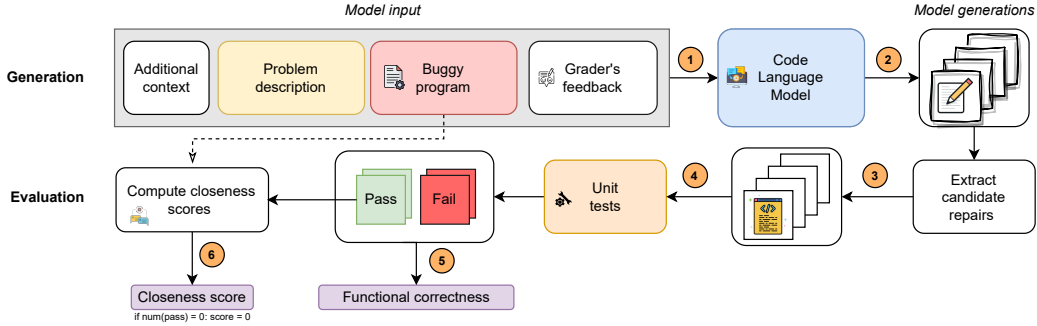 Model input
Model generations
Generation
Additional
context
Problem
description
Buggy
program
Grader's
feedback
1
Code
Language
Model
2
Evaluation
Compute closeness
scores
Pass
Fail
Unit
tests
4
3
Extract
candidate
repairs
6
5
Closeness score
if num(pass) = 0: score = 0
Functional correctness